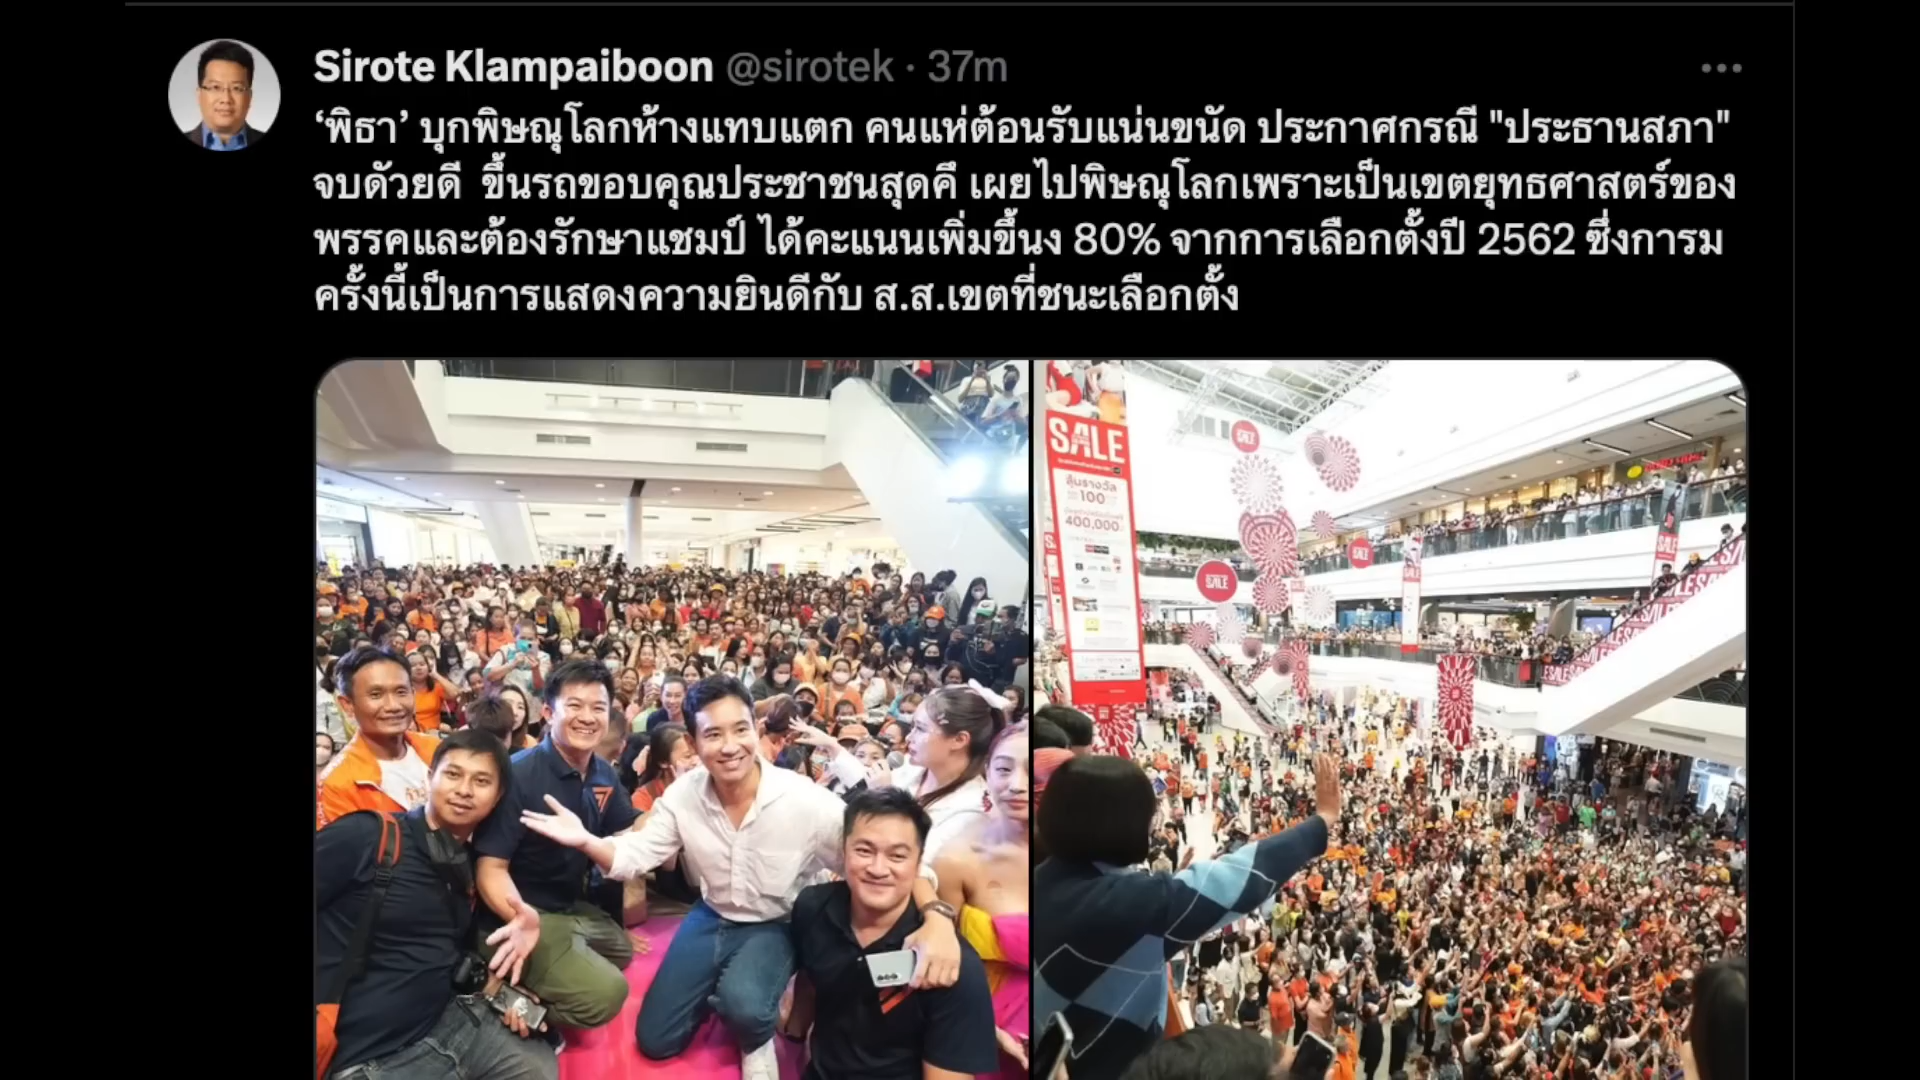 Sirote Klampaiboon @sirotek · 37m
‘พิธา’ บุกพิษณุโลกห้างแทบแตก คนแห่ต้อนรับแน่นขนัด ประกาศกรณี "ประธานสภา"
จบดัวยดี ขึ้นรถขอบคุณประชาชนสุดคึ เผยไปพิษณุโลกเพราะเป็นเขตยุทธศาสตร์ของ
พรรคและต้องรักษาแชมป์ ได้คะแนนเพิ่มขึ้นง 80% จากการเลือกตั้งปี 2562 ซึ่งการม
ครั้งนี้เป็นการแสดงความยินดีกับ ส.ส.เขตที่ชนะเลือกตั้ง
SALE
ลุ้นรางวัล
100
400,000
SALE
SALE
SALE
SALE
SALE